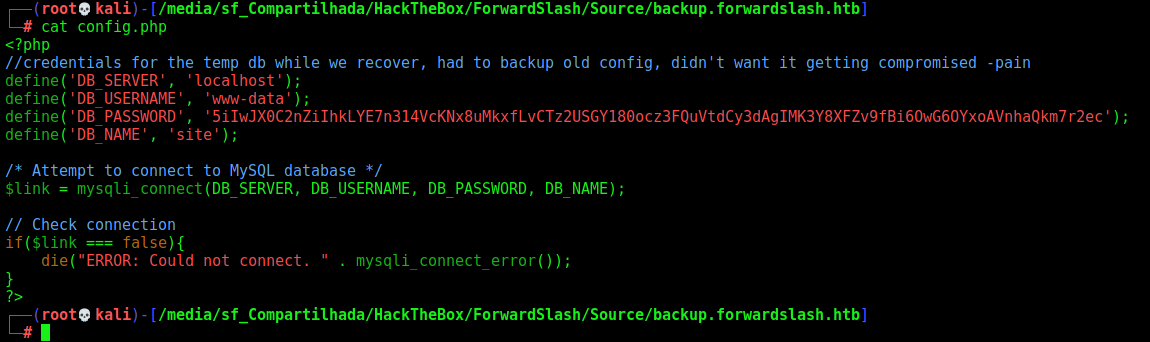 ┌──(root💀kali)-[/media/sf_Compartilhada/HackTheBox/ForwardSlash/Source/backup.forwardslash.htb]
└─# cat config.php
<?php
//credentials for the temp db while we recover, had to backup old config, didn't want it getting compromised -pain
define('DB_SERVER', 'localhost');
define('DB_USERNAME', 'www-data');
define('DB_PASSWORD', '5iIwJX0C2nZiIhkLYE7n314VcKNx8uMkxfLvCTz2USGY180ocz3FQuVtdCy3dAgIMK3Y8XFZv9fBi6OwG6OYxoAVnhaQkm7r2ec');
define('DB_NAME', 'site');

/* Attempt to connect to MySQL database */
$link = mysqli_connect(DB_SERVER, DB_USERNAME, DB_PASSWORD, DB_NAME);

// Check connection
if($link === false){
    die("ERROR: Could not connect. " . mysqli_connect_error());
}
?>
┌──(root💀kali)-[/media/sf_Compartilhada/HackTheBox/ForwardSlash/Source/backup.forwardslash.htb]
└─#